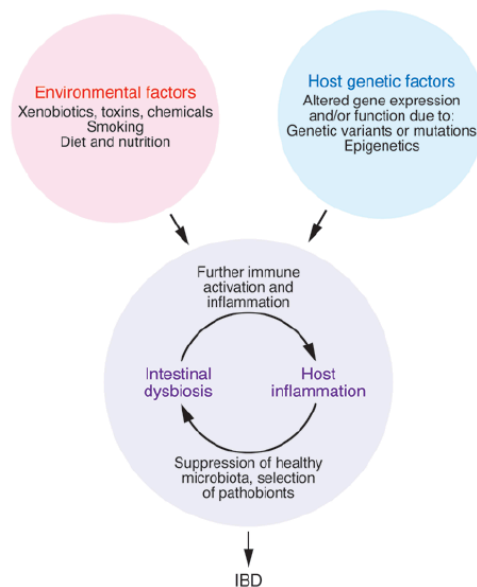 Environmental factors
Xenobiotics, toxins, chemicals
Smoking
Diet and nutrition
Host genetic factors
Altered gene expression
and/or function due to:
Genetic variants or mutations
Epigenetics
Further immune
activation and
inflammation
Intestinal
dysbiosis
Host
inflammation
Suppression of healthy
microbiota, selection
of pathobionts
IBD